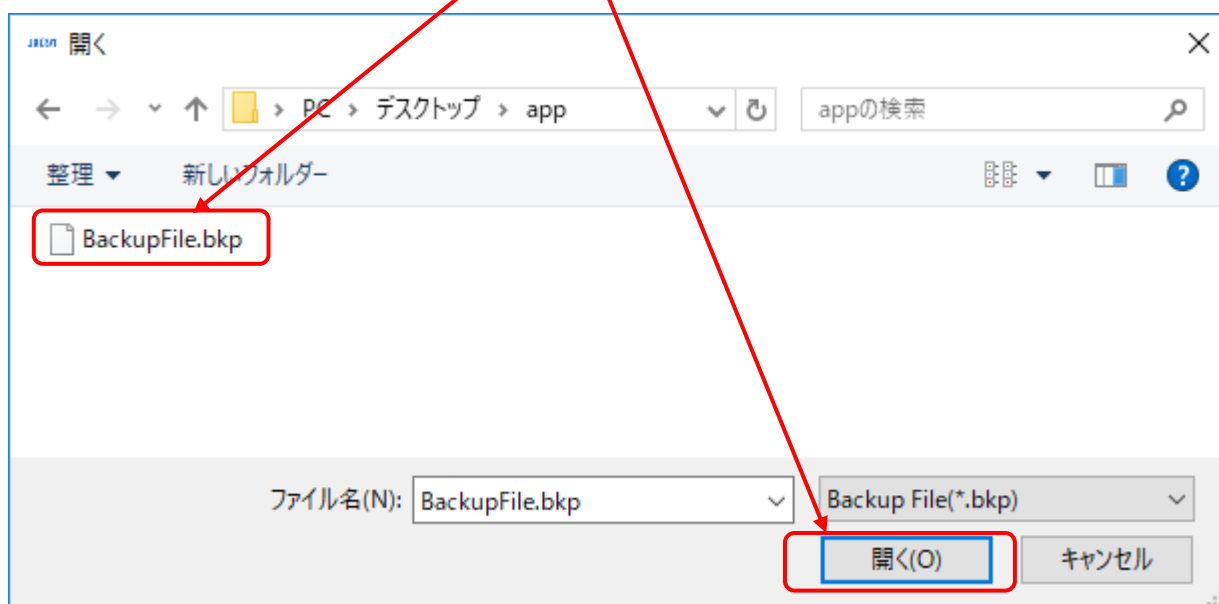 開く
PC > デスクトップ > app
appの検索
整理
新しいフォルダー
?
BackupFile.bkp
ファイル名(N): BackupFile.bkp
Backup File(*.bkp)
開く(O)
キャンセル